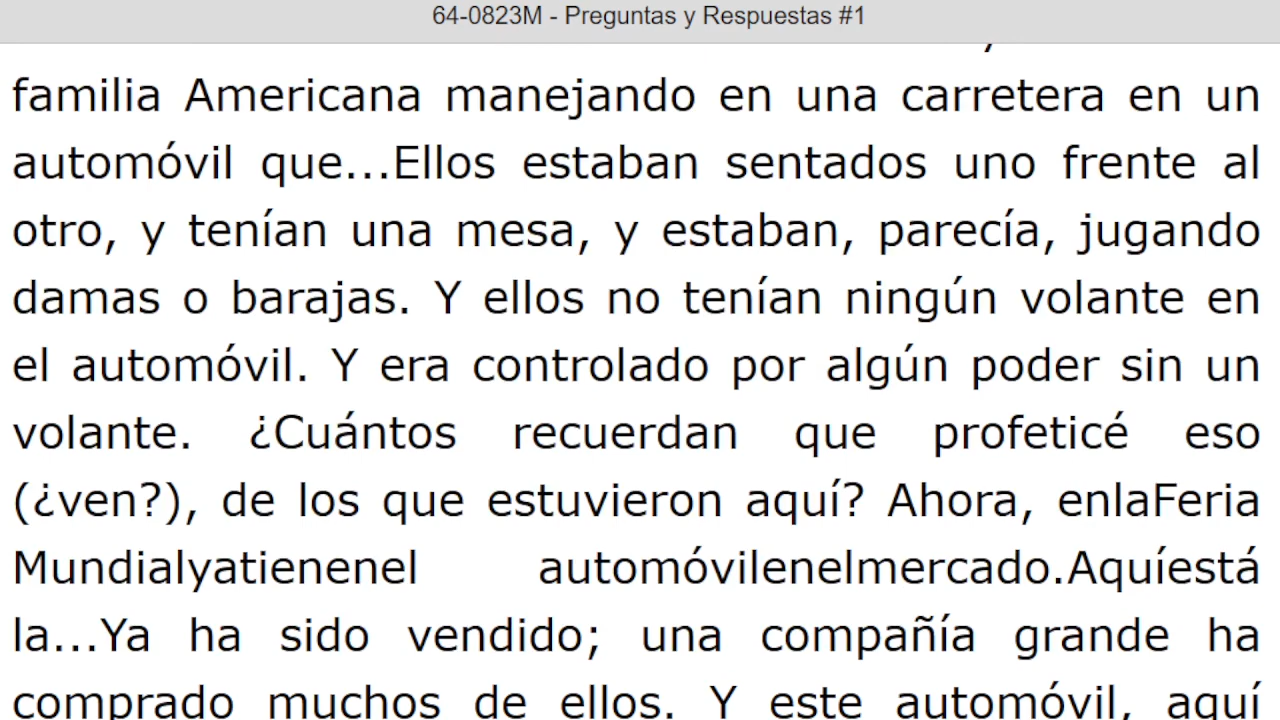 64-0823M - Preguntas y Respuestas #1
familia Americana manejando en una carretera en un
automóvil que...Ellos estaban sentados uno frente al
otro, y tenían una mesa, y estaban, parecía, jugando
damas o barajas. Y ellos no tenían ningún volante en
el automóvil. Y era controlado por algún poder sin un
volante. ¿Cuántos recuerdan que profeticé eso
(¿ven?), de los que estuvieron aquí? Ahora, enlaFeria
Mundialyatienenel automóvilenelmercado.Aquíestá
la...Ya ha sido vendido; una compañía grande ha
comprado muchos de ellos. Y este automóvil, aquí